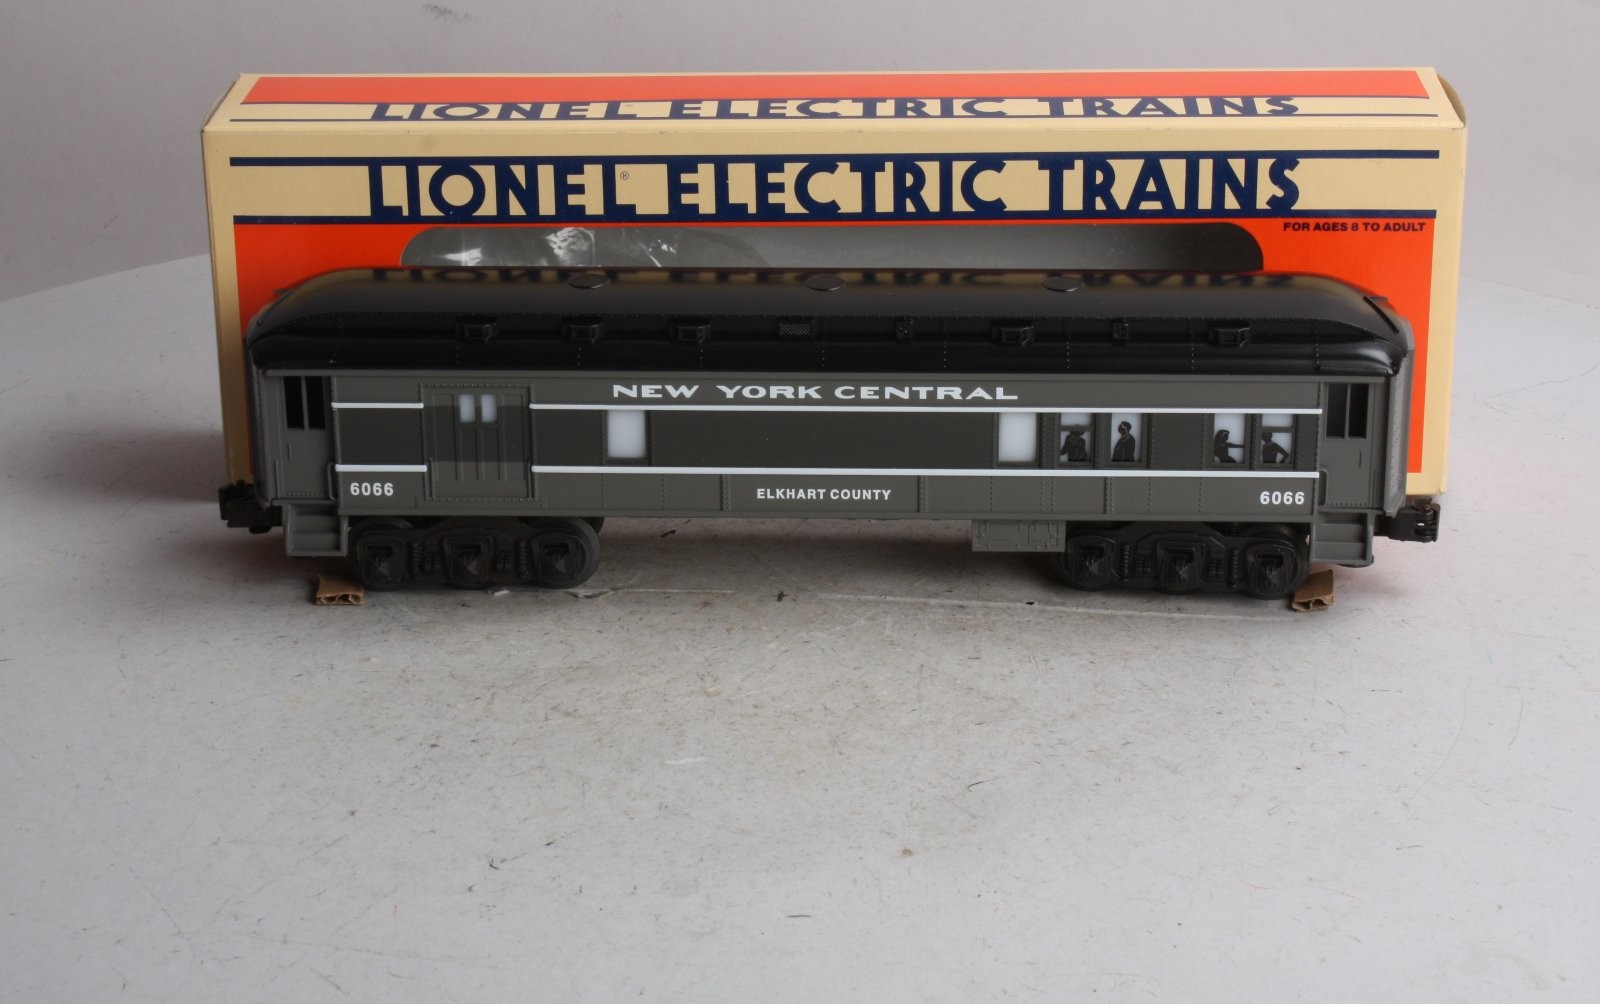 LIONEL ELECTRIC TRAINS
LIONEL® ELECTRIC TRAINS
FOR AGES 8 TO ADULT
NEW YORK CENTRAL
6066
ELKHART COUNTY
6066